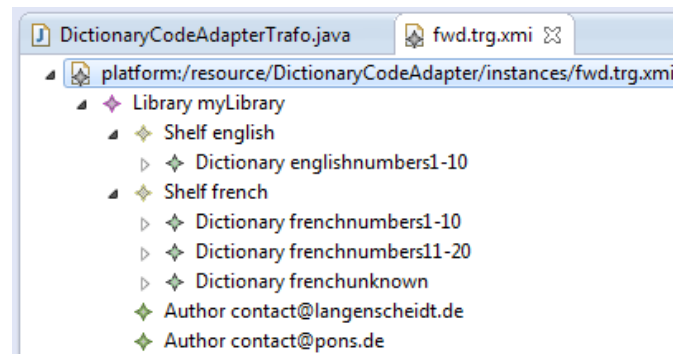 DictionaryCodeAdapterTrafo.java fwd.trg.xmi
platform:/resource/DictionaryCodeAdapter/instances/fwd.trg.xmi
Library myLibrary
Shelf english
Dictionary englishnumbers1-10
Shelf french
Dictionary frenchnumbers1-10
Dictionary frenchnumbers11-20
Dictionary frenchunknown
Author contact@langenscheidt.de
Author contact@pons.de